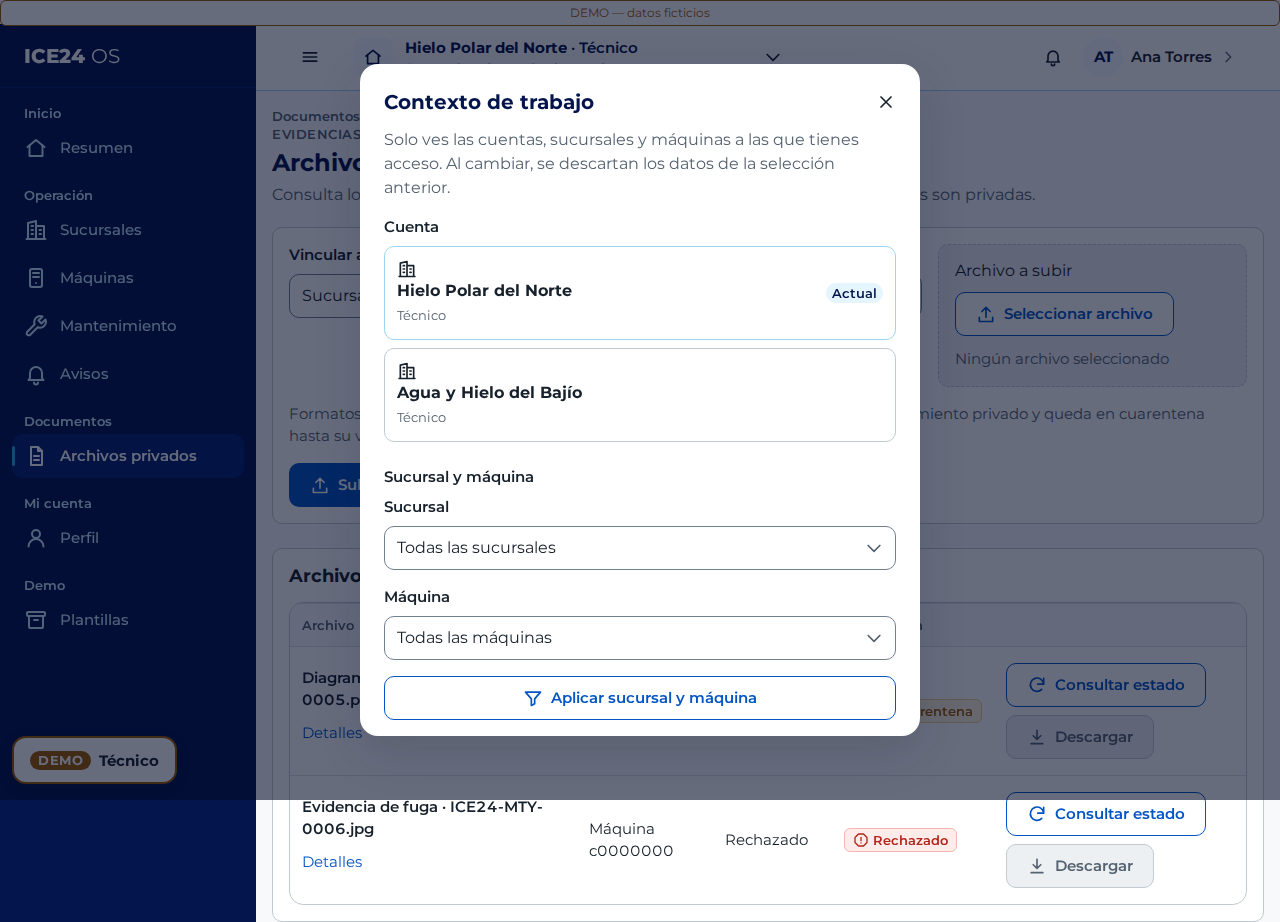 DEMO — datos ficticios
ICE24 OS
Inicio
Resumen
Operación
Sucursales
Máquinas
Mantenimiento
Avisos
Documentos
Archivos privados
Mi cuenta
Perfil
Demo
Plantillas
DEMO Técnico
Hielo Polar del Norte · Técnico
AT Ana Torres
Documentos
EVIDENCIAS
Archivo
Consulta lo
s son privadas.
Vincular a
Sucursa
Archivo a subir
Seleccionar archivo
Ningún archivo seleccionado
Formatos
miento privado y queda en cuarentena
hasta su v
Sub
Contexto de trabajo
Solo ves las cuentas, sucursales y máquinas a las que tienes
acceso. Al cambiar, se descartan los datos de la selección
anterior.
Cuenta
Hielo Polar del Norte
Actual
Técnico
Agua y Hielo del Bajío
Técnico
Sucursal y máquina
Sucursal
Todas las sucursales
Máquina
Todas las máquinas
Aplicar sucursal y máquina
Archivo
Archivo
Diagran
0005.p
Detalles
rentena
Consultar estado
Descargar
Evidencia de fuga · ICE24-MTY-
0006.jpg
Detalles
Máquina
c0000000
Rechazado
Rechazado
Consultar estado
Descargar